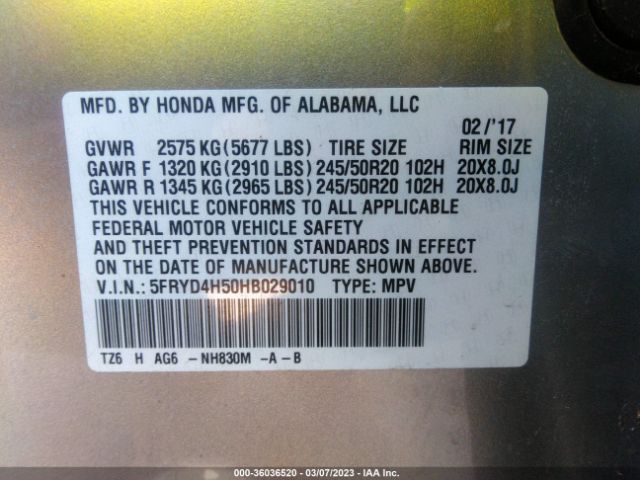 MFD. BY HONDA MFG. OF ALABAMA, LLC
02/'17
GVWR 2575 KG(5677 LBS) TIRE SIZE RIM SIZE
GAWR F 1320 KG(2910 LBS) 245/50R20 102H 20X8.0J
GAWR R 1345 KG(2965 LBS) 245/50R20 102H 20X8.0J
THIS VEHICLE CONFORMS TO ALL APPLICABLE
FEDERAL MOTOR VEHICLE SAFETY
AND THEFT PREVENTION STANDARDS IN EFFECT
ON THE DATE OF MANUFACTURE SHOWN ABOVE.
V.I.N.: 5FRYD4H50HB029010 TYPE: MPV
TZ6 H AG6 -NH830M -A-B
000-36036520 - 03/07/2023 - IAA Inc.